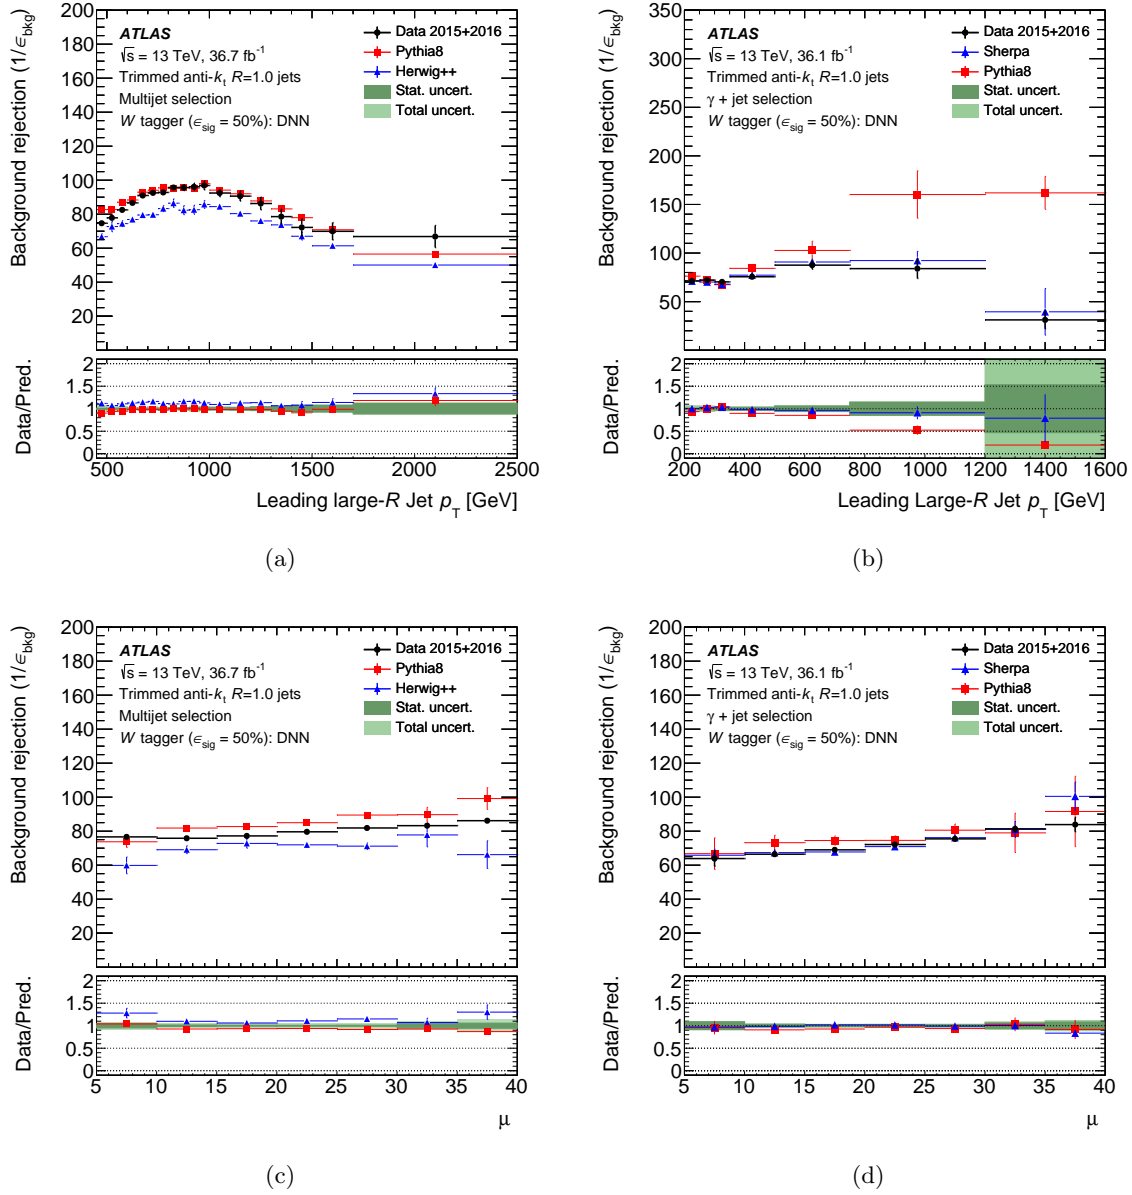 Background rejection (1/ϵbkg)
200
180
160
140
120
100
80
60
40
20
ATLAS
√s = 13 TeV, 36.7 fb⁻¹
Trimmed anti-kt R=1.0 jets
Multijet selection
W tagger (ϵsig = 50%): DNN
Data 2015+2016
Pythia8
Herwig++
Stat. uncert.
Total uncert.
Data/Pred.
2
1.5
1
0.5
0
500 1000 1500 2000 2500
Leading large-R Jet pT [GeV]
(a)
Background rejection (1/ϵbkg)
350
300
250
200
150
100
50
ATLAS
√s = 13 TeV, 36.1 fb⁻¹
Trimmed anti-kt R=1.0 jets
γ + jet selection
W tagger (ϵsig = 50%): DNN
Data 2015+2016
Sherpa
Pythia8
Stat. uncert.
Total uncert.
Data/Pred.
2
1.5
1
0.5
0
200 400 600 800 1000 1200 1400 1600
Leading Large-R Jet pT [GeV]
(b)
Background rejection (1/ϵbkg)
200
180
160
140
120
100
80
60
40
20
ATLAS
√s = 13 TeV, 36.7 fb⁻¹
Trimmed anti-kt R=1.0 jets
Multijet selection
W tagger (ϵsig = 50%): DNN
Data 2015+2016
Pythia8
Herwig++
Stat. uncert.
Total uncert.
Data/Pred.
2
1.5
1
0.5
0
5 10 15 20 25 30 35 40
μ
(c)
Background rejection (1/ϵbkg)
200
180
160
140
120
100
80
60
40
20
ATLAS
√s = 13 TeV, 36.1 fb⁻¹
Trimmed anti-kt R=1.0 jets
γ + jet selection
W tagger (ϵsig = 50%): DNN
Data 2015+2016
Sherpa
Pythia8
Stat. uncert.
Total uncert.
Data/Pred.
2
1.5
1
0.5
0
5 10 15 20 25 30 35 40
μ
(d)